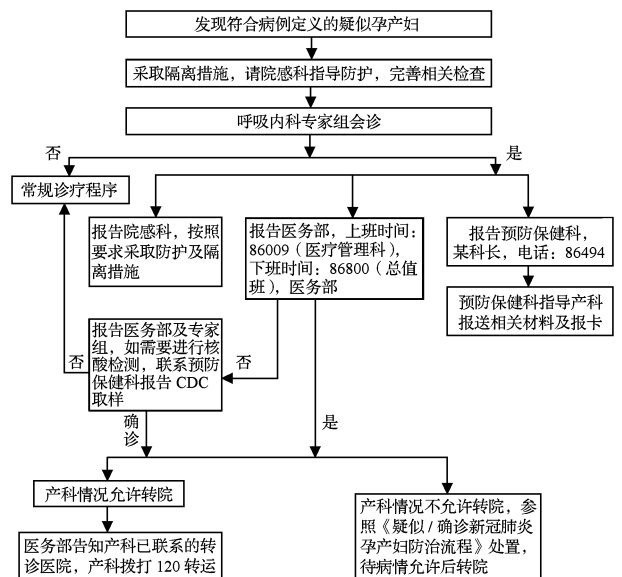 发现符合病例定义的疑似孕产妇
采取隔离措施，请院感科指导防护，完善相关检查
呼吸内科专家组会诊
否
是
常规诊疗程序
报告院感科，按照
要求采取防护及隔
离措施
报告医务部，上班时间：
86009（医疗管理科），
下班时间：86800（总值
班），医务部
报告预防保健科，
某科长，电话：86494
预防保健科指导产科
报送相关材料及报卡
报告医务部及专家
组，如需要进行核
酸检测，联系预防
保健科报告 CDC
取样
否
否
确
诊
是
产科情况允许转院
医务部告知产科已联系的转
诊医院，产科拨打 120 转运
产科情况不允许转院，参
照《疑似 / 确诊新冠肺炎
孕产妇防治流程》处置，
待病情允许后转院